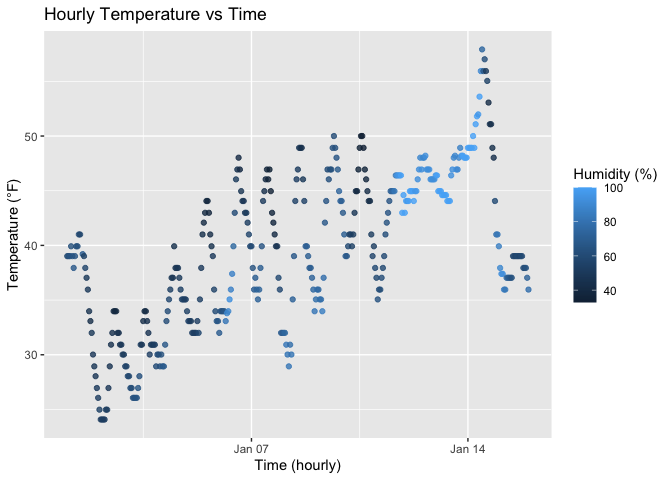 Hourly Temperature vs Time
Temperature (°F)
50
40
30
Jan 07
Jan 14
Time (hourly)
Humidity (%)
100
80
60
40